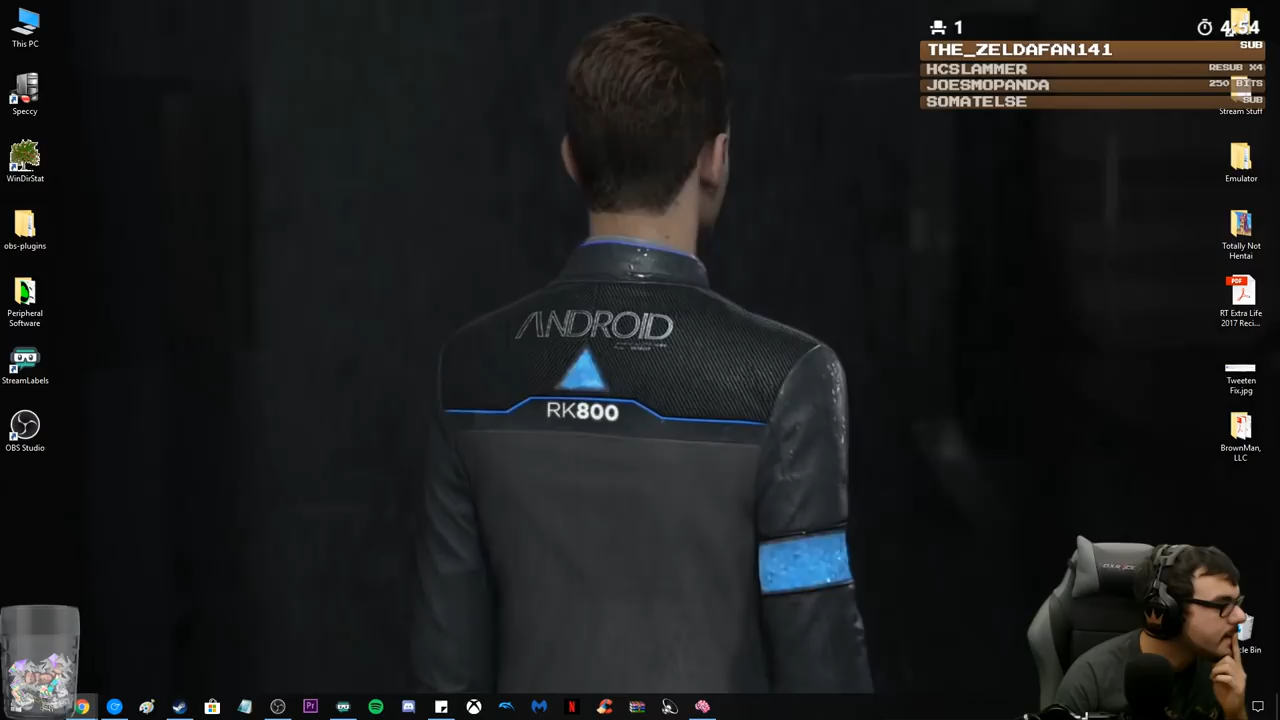 This PC
Speccy
WinDirStat
obs-plugins
Peripheral
Software
StreamLabels
OBS Studio
ANDROID
RK800
1
4:54
THE_ZELDAFAN141 SUB
HCSLAMMER RESUB X4
JOESMOPANDA 250 BITS
SOMATELSE SUB
Stream Stuff
Emulator
Totally Not
Hentai
PDF
RT Extra Life
2017 Reci...
Tweeten
Fix.jpg
BrownMan,
LLC
Pr
N